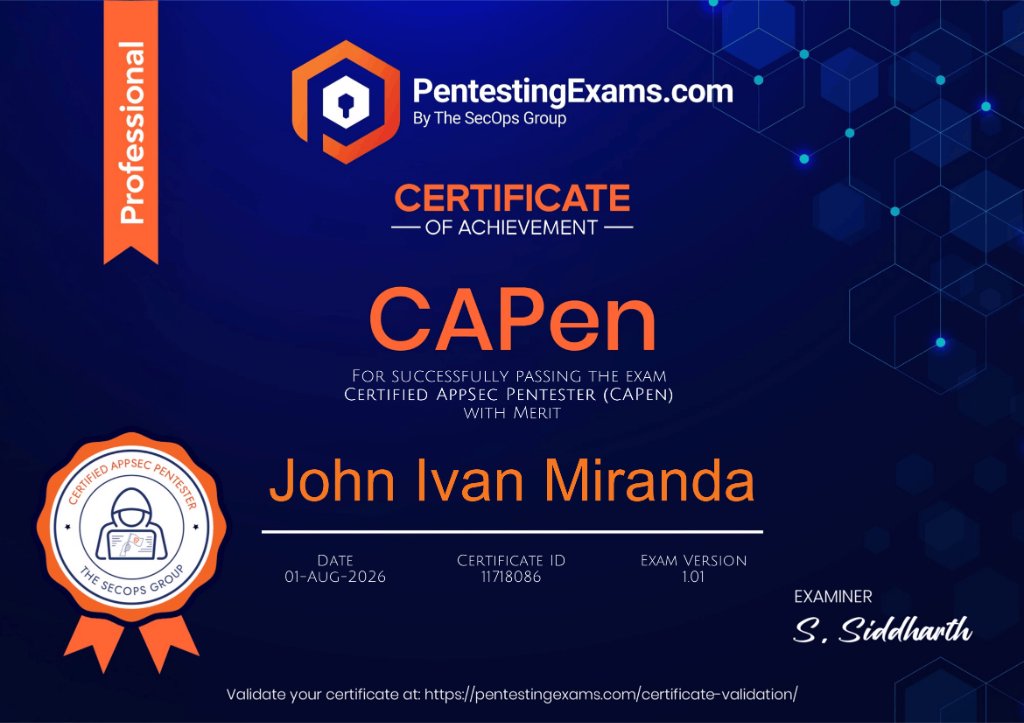 Professional
PentestingExams.com
By The SecOps Group
CERTIFICATE
OF ACHIEVEMENT
CAPen
For successfully passing the exam
Certified AppSec Pentester (CAPen)
with Merit
John Ivan Miranda
CERTIFIED APPSEC PENTESTER
THE SECOPS GROUP
Date
01-Aug-2026
Certificate ID
11718086
Exam Version
1.01
EXAMINER
S. Siddharth
Validate your certificate at: https://pentestingexams.com/certificate-validation/